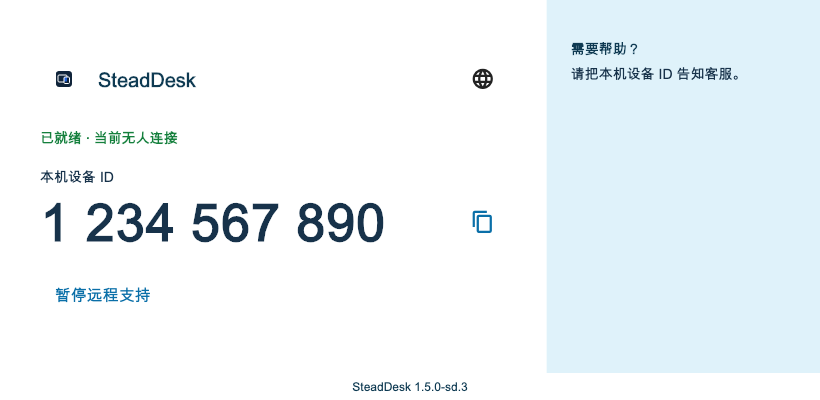 SteadDesk
已就绪 · 当前无人连接
本机设备 ID
1 234 567 890
暂停远程支持
需要帮助？
请把本机设备 ID 告知客服。
SteadDesk 1.5.0-sd.3